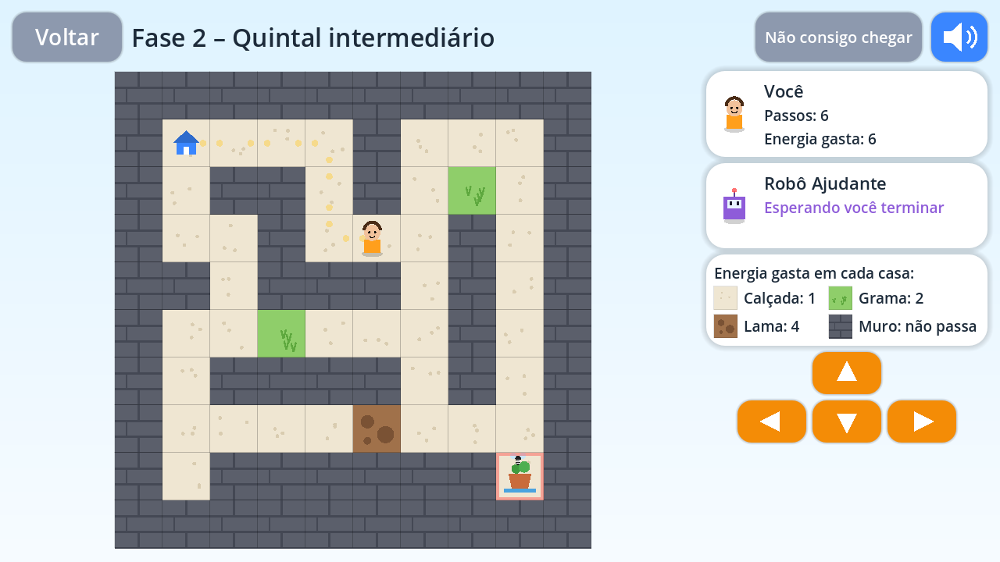 Voltar
Fase 2 – Quintal intermediário
Não consigo chegar
Você
Passos: 6
Energia gasta: 6
Robô Ajudante
Esperando você terminar
Energia gasta em cada casa:
Calçada: 1
Grama: 2
Lama: 4
Muro: não passa